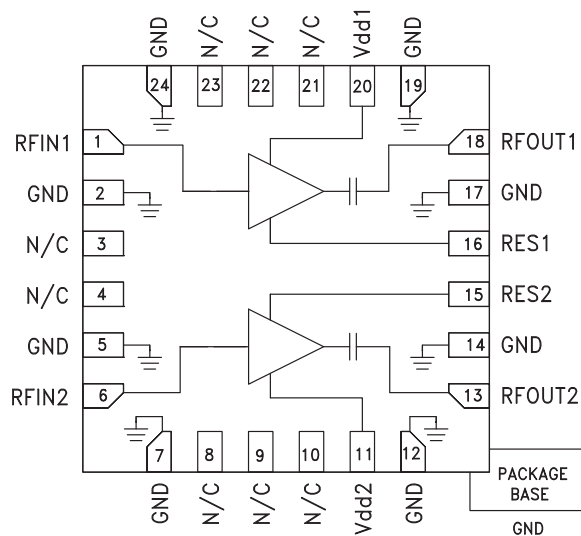 GND
N/C
N/C
N/C
Vdd1
GND
24
23
22
21
20
19
RFIN1
1
18
RFOUT1
GND
2
17
GND
N/C
3
16
RES1
N/C
4
15
RES2
GND
5
14
GND
RFIN2
6
13
RFOUT2
7
8
9
10
11
12
GND
N/C
N/C
N/C
Vdd2
GND
PACKAGE
BASE
GND